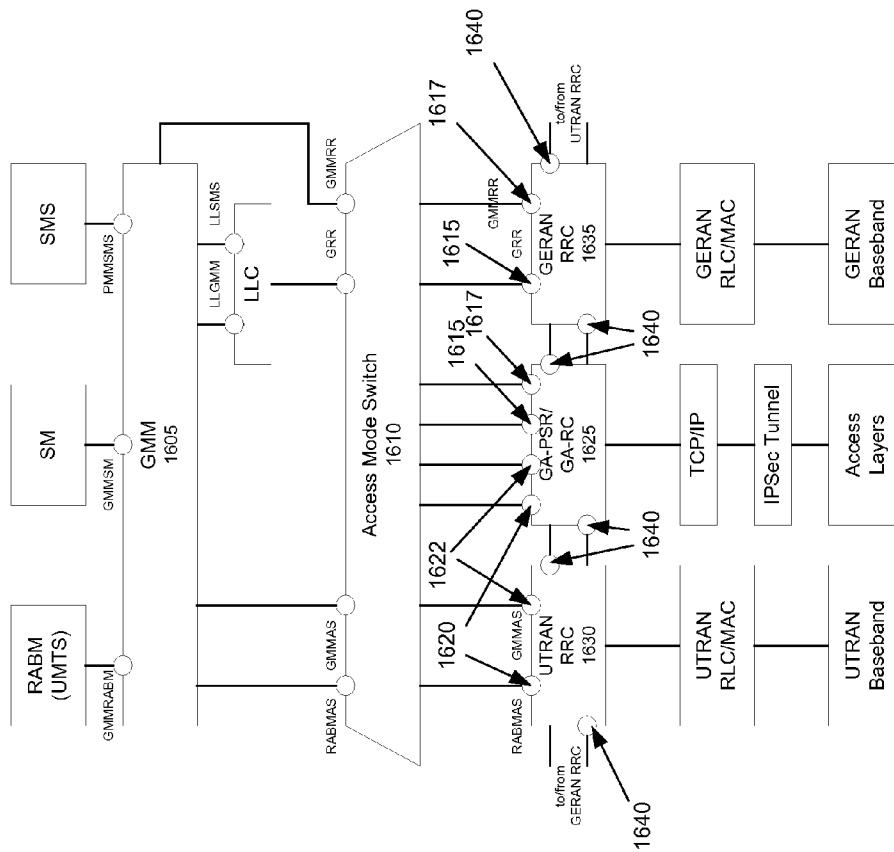 RABM
(UMTS)
SM
SMS
GMMRABM
GMMSM
PMMSMS
GMM
1605
LLGMM
LLSMS
LLC
RABMAS
GMMAS
GRR
GMMRR
Access Mode Switch
1610
1620
1622
1615
1617
1615
1617
1640
RABMAS
GMMAS
GRR
GMMRR
to/from
GERAN RRC
UTRAN
RRC
1630
GA-PSR/
GA-RC
1625
GERAN
RRC
1635
to/from
UTRAN RRC
1640
1640
1640
UTRAN
RLC/MAC
TCP/IP
GERAN
RLC/MAC
IPSec Tunnel
UTRAN
Baseband
Access
Layers
GERAN
Baseband